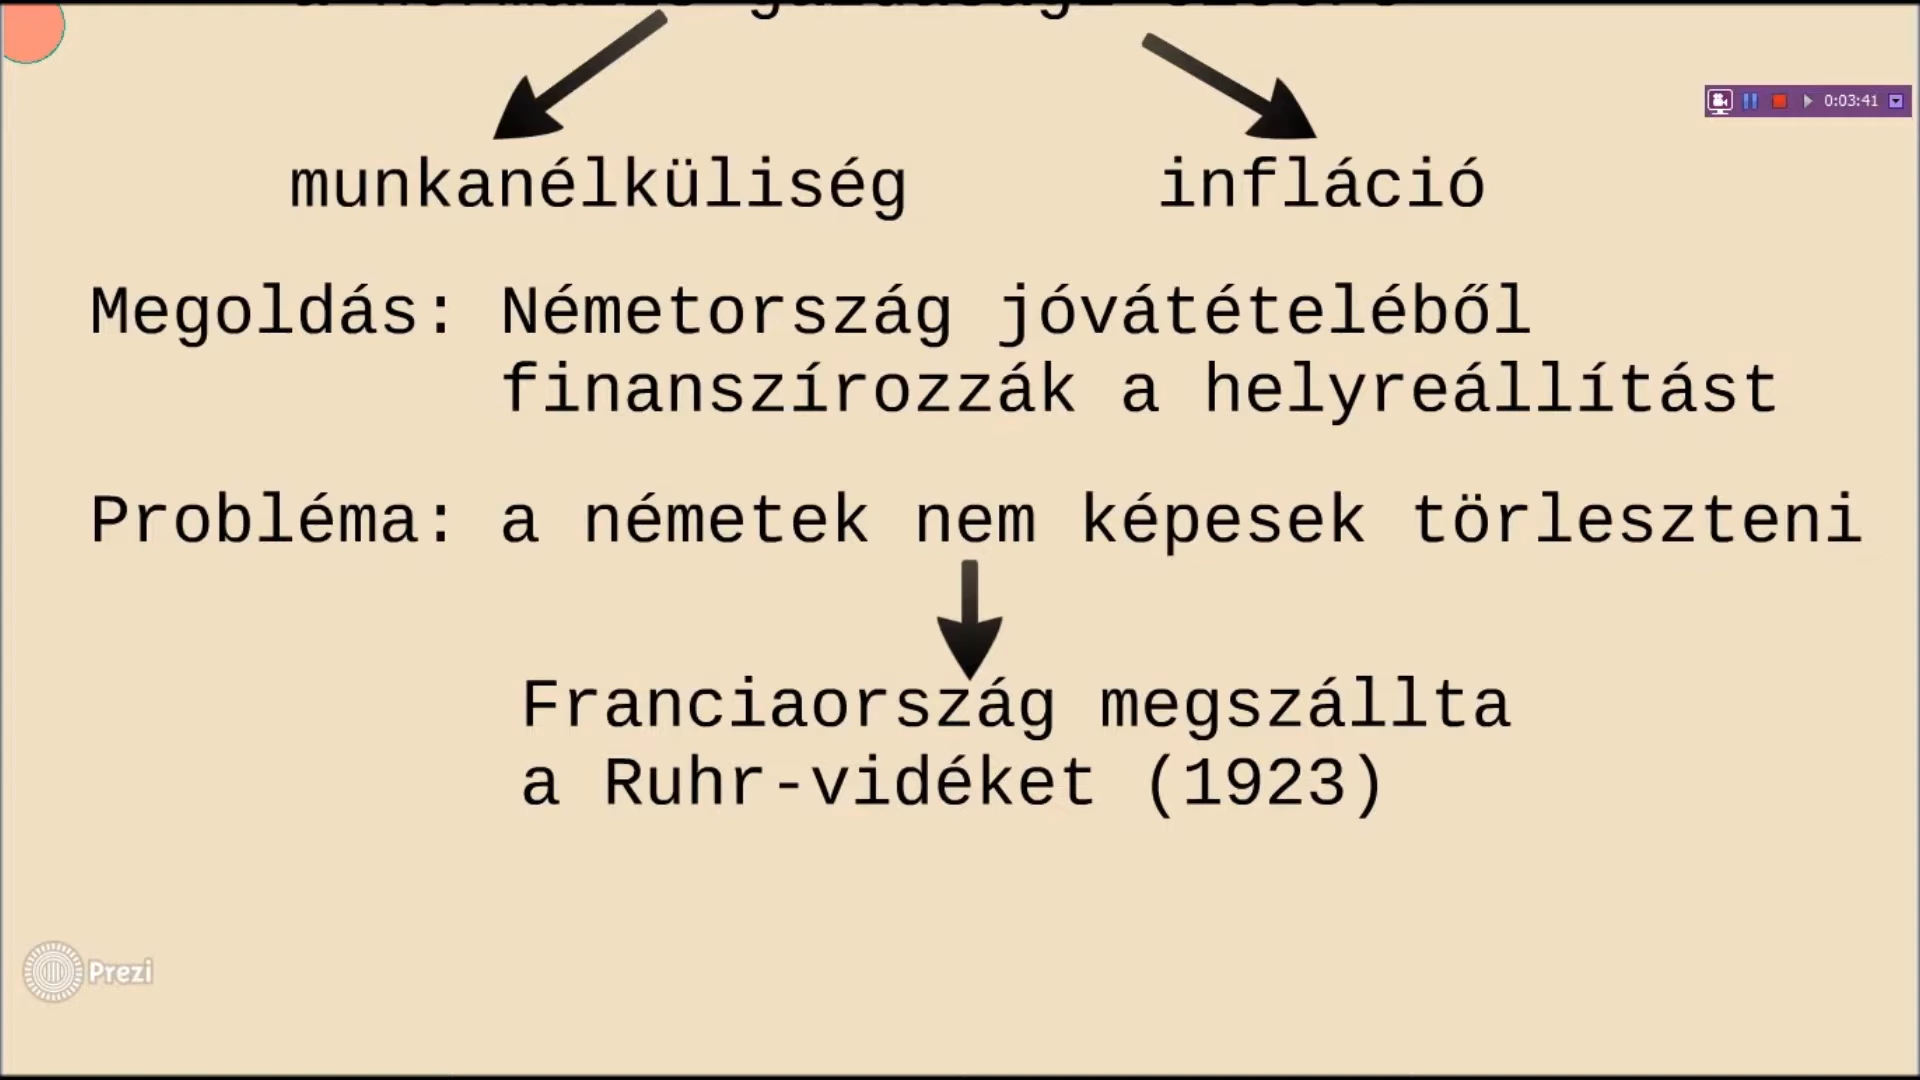 munkanélküliség infláció
0:03:41
Megoldás: Németország jóvátételéből
finanszírozzák a helyreállítást
Probléma: a németek nem képesek törleszteni
Franciaország megszállta
a Ruhr-vidéket (1923)
Prezi